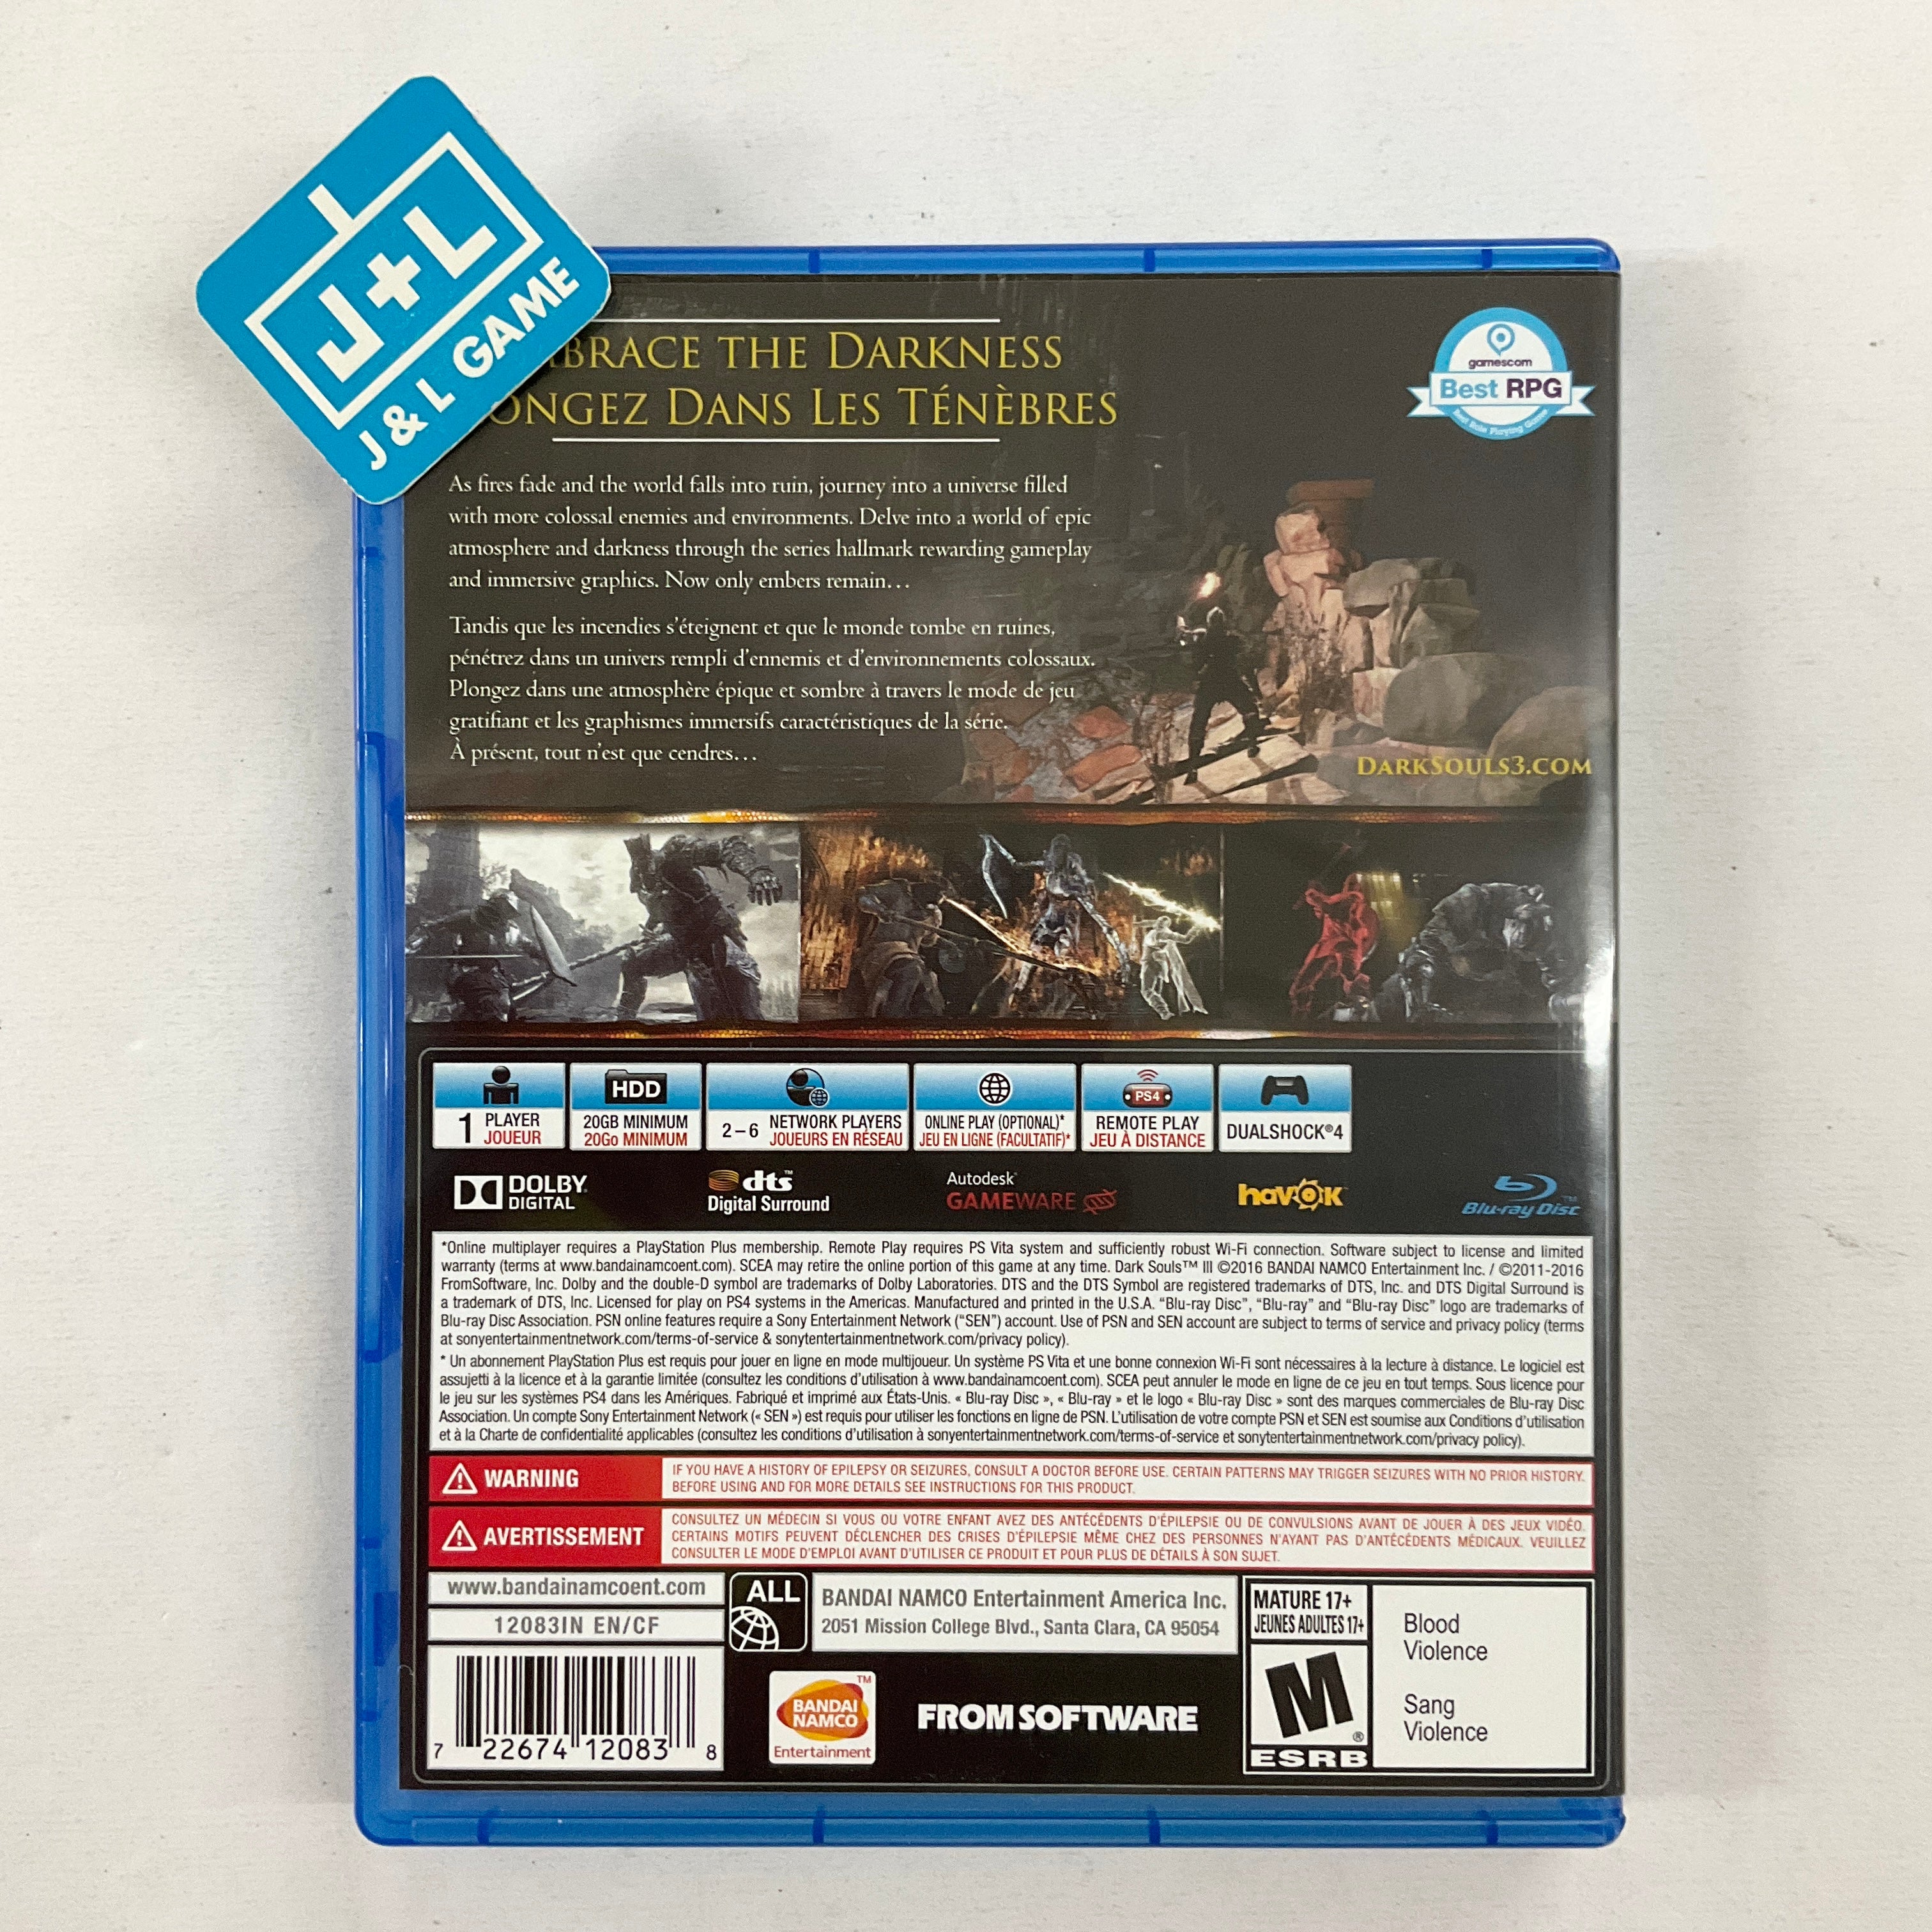 J+L
J & L GAME
THE DARKNESS
DANS LES TÉNÈBRES
gamescom
Best RPG
Best Role Playing Game
As fires fade and the world falls into ruin, journey into a universe filled
with more colossal enemies and environments. Delve into a world of epic
atmosphere and darkness through the series hallmark rewarding gameplay
and immersive graphics. Now only embers remain…
Tandis que les incendies s'éteignent et que le monde tombe en ruines,
pénétrez dans un univers rempli d'ennemis et d'environnements colossaux.
Plongez dans une atmosphère épique et sombre à travers le mode de jeu
gratifiant et les graphismes immersifs caractéristiques de la série.
À présent, tout n'est que cendres…
DARKSOULS3.COM
1 PLAYER
JOUEUR
HDD
20GB MINIMUM
20Go MINIMUM
2–6 NETWORK PLAYERS
JOUEURS EN RÉSEAU
ONLINE PLAY (OPTIONAL)*
JEU EN LIGNE (FACULTATIF)*
PS4
REMOTE PLAY
JEU À DISTANCE
DUALSHOCK®4
DOLBY
DIGITAL
dts™
Digital Surround
Autodesk®
GAMEWARE
havok™
Blu-ray Disc™
*Online multiplayer requires a PlayStation Plus membership. Remote Play requires PS Vita system and sufficiently robust Wi-Fi connection. Software subject to license and limited
warranty (terms at www.bandainamcoent.com). SCEA may retire the online portion of this game at any time. Dark Souls™ III ©2016 BANDAI NAMCO Entertainment Inc. / ©2011-2016
FromSoftware, Inc. Dolby and the double-D symbol are trademarks of Dolby Laboratories. DTS and the DTS Symbol are registered trademarks of DTS, Inc. and DTS Digital Surround is
a trademark of DTS, Inc. Licensed for play on PS4 systems in the Americas. Manufactured and printed in the U.S.A. “Blu-ray Disc”, “Blu-ray” and “Blu-ray Disc” logo are trademarks of
Blu-ray Disc Association. PSN online features require a Sony Entertainment Network (“SEN”) account. Use of PSN and SEN account are subject to terms of service and privacy policy (terms
at sonyentertainmentnetwork.com/terms-of-service & sonytentertainmentnetwork.com/privacy policy).
* Un abonnement PlayStation Plus est requis pour jouer en ligne en mode multijoueur. Un système PS Vita et une bonne connexion Wi-Fi sont nécessaires à la lecture à distance. Le logiciel est
assujetti à la licence et à la garantie limitée (consultez les conditions d'utilisation à www.bandainamcoent.com). SCEA peut annuler le mode en ligne de ce jeu en tout temps. Sous licence pour
le jeu sur les systèmes PS4 dans les Amériques. Fabriqué et imprimé aux États-Unis. « Blu-ray Disc », « Blu-ray » et le logo « Blu-ray Disc » sont des marques commerciales de Blu-ray Disc
Association. Un compte Sony Entertainment Network (« SEN ») est requis pour utiliser les fonctions en ligne de PSN. L'utilisation de votre compte PSN et SEN est soumise aux Conditions d'utilisation
et à la Charte de confidentialité applicables (consultez les conditions d'utilisation à sonyentertainmentnetwork.com/terms-of-service et sonytentertainmentnetwork.com/privacy policy).
WARNING
IF YOU HAVE A HISTORY OF EPILEPSY OR SEIZURES, CONSULT A DOCTOR BEFORE USE. CERTAIN PATTERNS MAY TRIGGER SEIZURES WITH NO PRIOR HISTORY.
BEFORE USING AND FOR MORE DETAILS SEE INSTRUCTIONS FOR THIS PRODUCT.
AVERTISSEMENT
CONSULTEZ UN MÉDECIN SI VOUS OU VOTRE ENFANT AVEZ DES ANTÉCÉDENTS D'ÉPILEPSIE OU DE CONVULSIONS AVANT DE JOUER À DES JEUX VIDÉO.
CERTAINS MOTIFS PEUVENT DÉCLENCHER DES CRISES D'ÉPILEPSIE MÊME CHEZ DES PERSONNES N'AYANT PAS D'ANTÉCÉDENTS MÉDICAUX. VEUILLEZ
CONSULTER LE MODE D'EMPLOI AVANT D'UTILISER CE PRODUIT ET POUR PLUS DE DÉTAILS À SON SUJET.
www.bandainamcoent.com
12083IN EN/CF
ALL
BANDAI NAMCO Entertainment America Inc.
2051 Mission College Blvd., Santa Clara, CA 95054
7 22674 12083 8
BANDAI
NAMCO™
Entertainment
FROM SOFTWARE
MATURE 17+
JEUNES ADULTES 17+
M®
ESRB
Blood
Violence
Sang
Violence